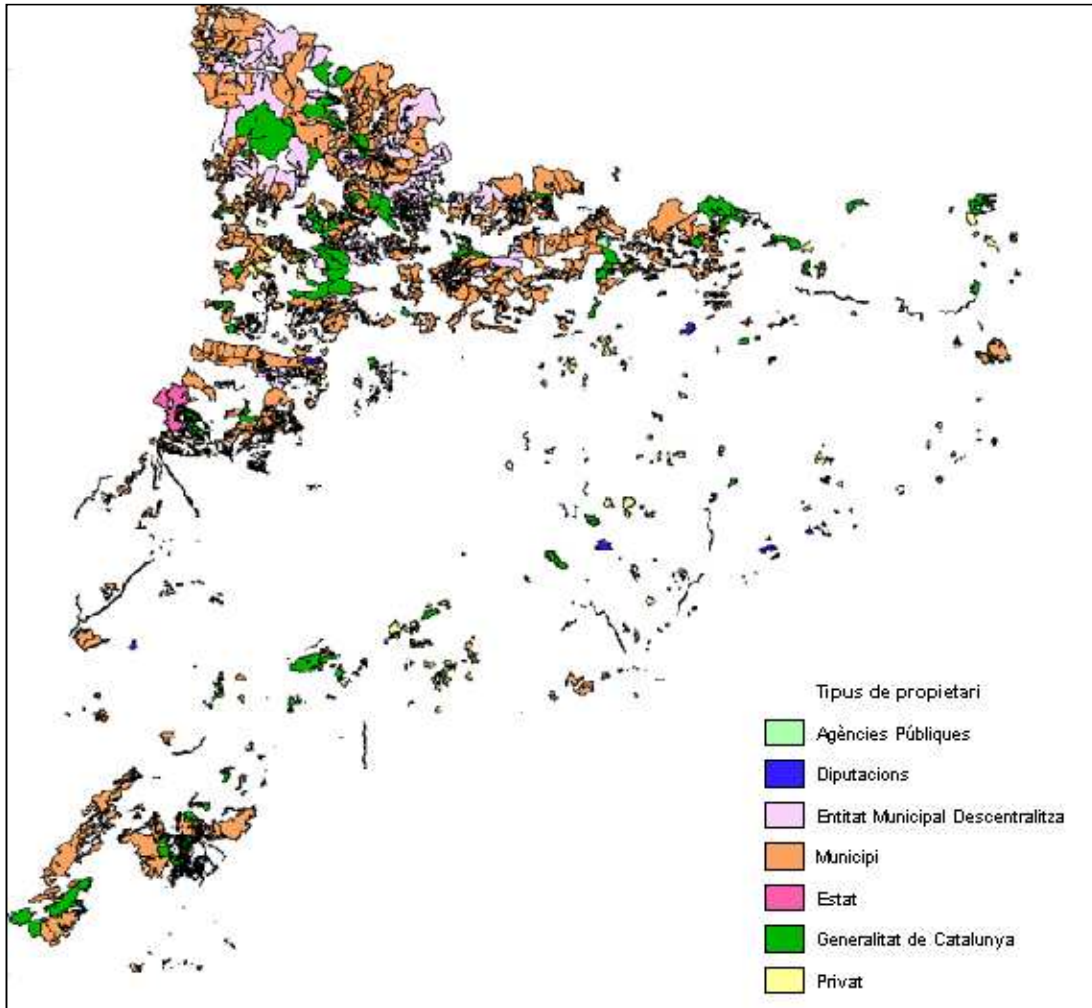 Tipus de propietari
Agències Públiques
Diputacions
Entitat Municipal Descentralitza
Municipi
Estat
Generalitat de Catalunya
Privat